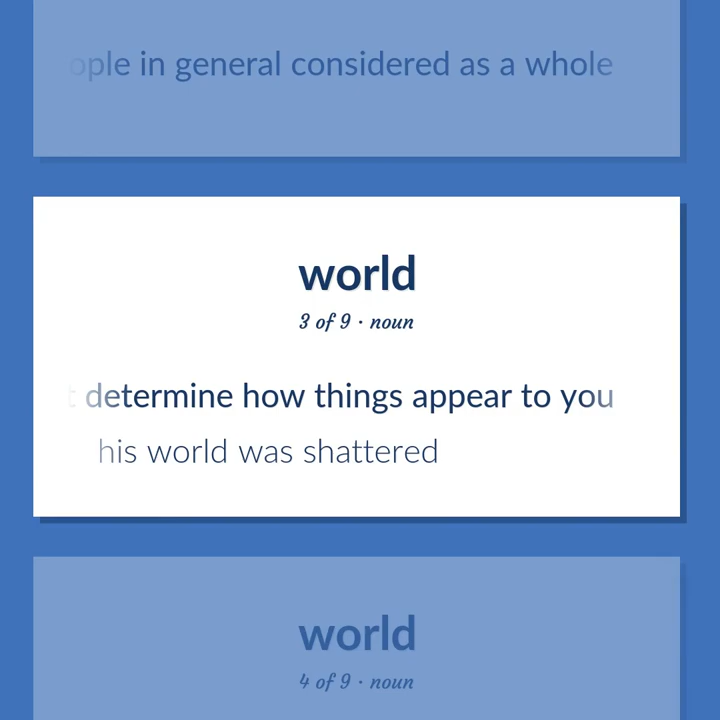 ople in general considered as a whole
world
3 of 9 · noun
t determine how things appear to you
his world was shattered
world
4 of 9 · noun